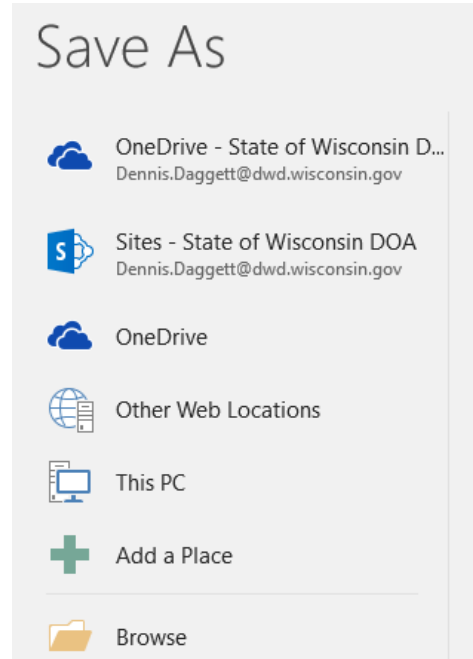 Save As
OneDrive - State of Wisconsin D...
Dennis.Daggett@dwd.wisconsin.gov
S
Sites - State of Wisconsin DOA
Dennis.Daggett@dwd.wisconsin.gov
OneDrive
Other Web Locations
This PC
Add a Place
Browse